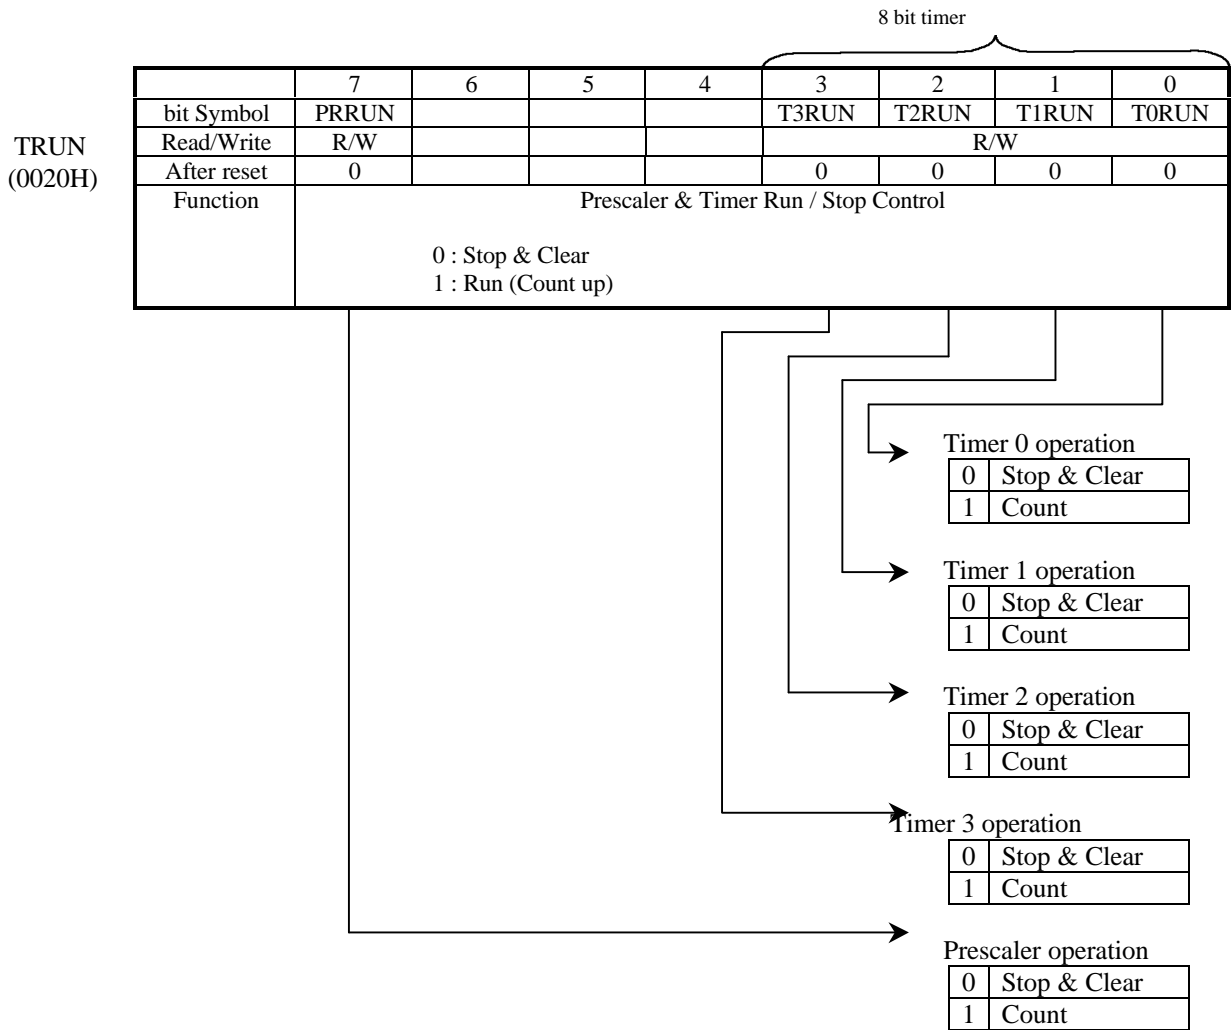 8 bit timer
7 6 5 4 3 2 1 0
bit Symbol PRRUN T3RUN T2RUN T1RUN T0RUN
TRUN
(0020H)
Read/Write R/W R/W
After reset 0 0 0 0 0
Function Prescaler & Timer Run / Stop Control
0 : Stop & Clear
1 : Run (Count up)
Timer 0 operation
0 Stop & Clear
1 Count
Timer 1 operation
0 Stop & Clear
1 Count
Timer 2 operation
0 Stop & Clear
1 Count
Timer 3 operation
0 Stop & Clear
1 Count
Prescaler operation
0 Stop & Clear
1 Count